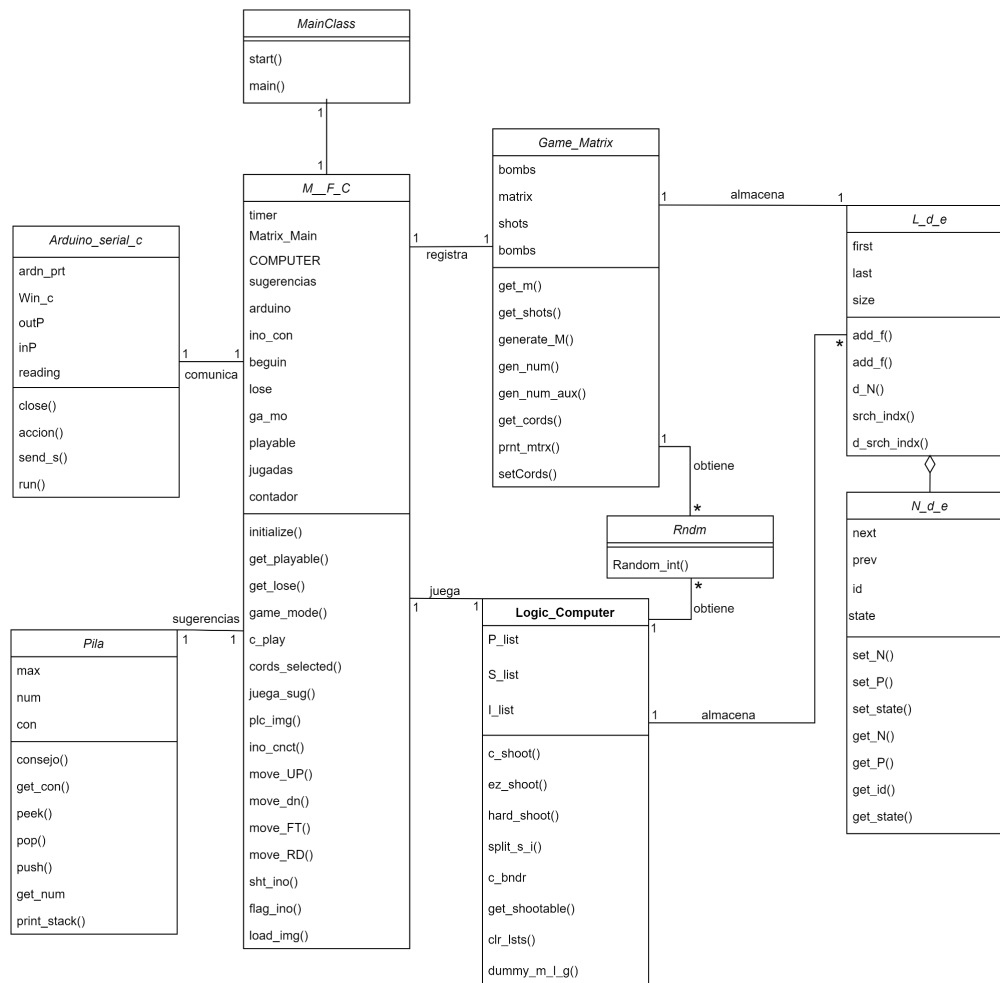 MainClass
start()
main()
1
1
M__F_C
timer
Matrix_Main
COMPUTER
sugerencias
arduino
ino_con
beguin
lose
ga_mo
playable
jugadas
contador
initialize()
get_playable()
get_lose()
game_mode()
c_play
cords_selected()
juega_sug()
plc_img()
ino_cnct()
move_UP()
move_dn()
move_FT()
move_RD()
sht_ino()
flag_ino()
load_img()
Arduino_serial_c
ardn_prt
Win_c
outP
inP
reading
close()
accion()
send_s()
run()
1 1
comunica
Pila
max
num
con
consejo()
get_con()
peek()
pop()
push()
get_num
print_stack()
sugerencias
1 1
Game_Matrix
bombs
matrix
shots
bombs
get_m()
get_shots()
generate_M()
gen_num()
gen_num_aux()
get_cords()
prnt_mtrx()
setCords()
1 1
registra
1 almacena 1
1
obtiene
*
Rndm
Random_int()
*
obtiene
1
juega
1 1
Logic_Computer
P_list
S_list
I_list
c_shoot()
ez_shoot()
hard_shoot()
split_s_i()
c_bndr
get_shootable()
clr_lsts()
dummy_m_l_g()
1 almacena
*
L_d_e
first
last
size
add_f()
add_f()
d_N()
srch_indx()
d_srch_indx()
N_d_e
next
prev
id
state
set_N()
set_P()
set_state()
get_N()
get_P()
get_id()
get_state()